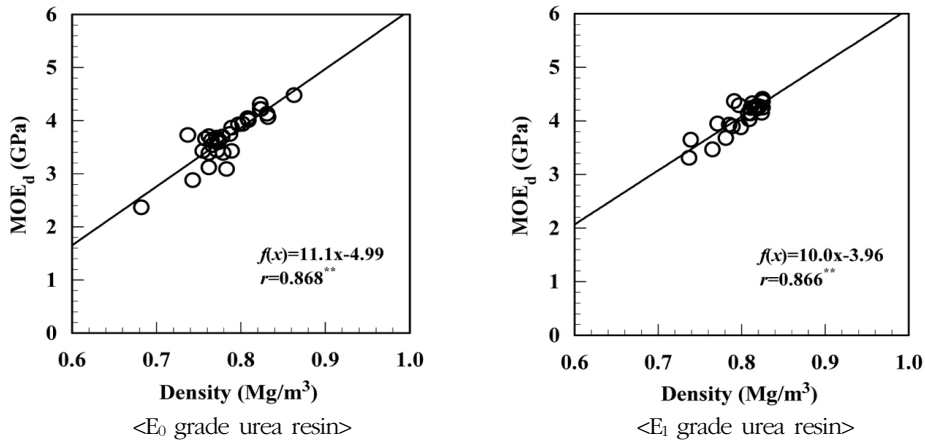 6
5
4
3
2
1
0
MOE_d (GPa)
f(x)=11.1x-4.99
r=0.868**
0.6 0.7 0.8 0.9 1.0
Density (Mg/m³)
<E₀ grade urea resin>
6
5
4
3
2
1
0
MOE_d (GPa)
f(x)=10.0x-3.96
r=0.866**
0.6 0.7 0.8 0.9 1.0
Density (Mg/m³)
<E₁ grade urea resin>